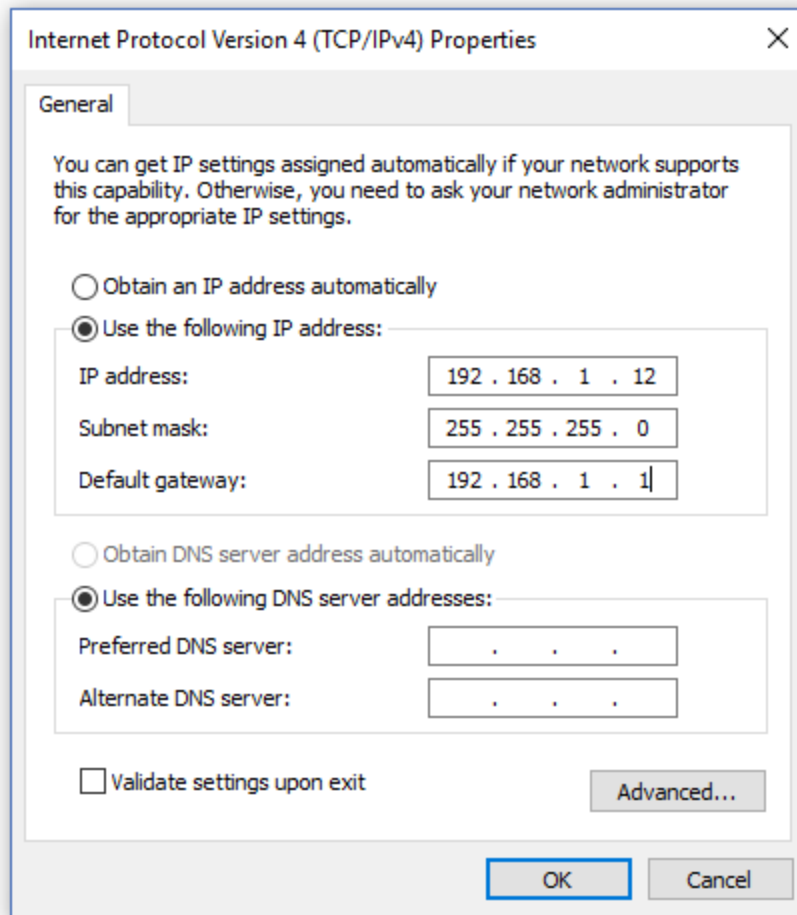 Internet Protocol Version 4 (TCP/IPv4) Properties
General
You can get IP settings assigned automatically if your network supports
this capability. Otherwise, you need to ask your network administrator
for the appropriate IP settings.
Obtain an IP address automatically
Use the following IP address:
IP address: 192 . 168 . 1 . 12
Subnet mask: 255 . 255 . 255 . 0
Default gateway: 192 . 168 . 1 . 1
Obtain DNS server address automatically
Use the following DNS server addresses:
Preferred DNS server: . . .
Alternate DNS server: . . .
Validate settings upon exit
Advanced...
OK Cancel